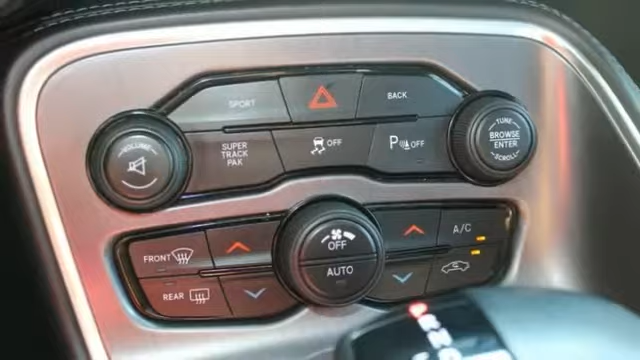 SPORT
BACK
VOLUME
SUPER
TRACK
PAK
OFF
P OFF
TUNE
BROWSE
ENTER
SCROLL
FRONT
OFF
AUTO
A/C
REAR